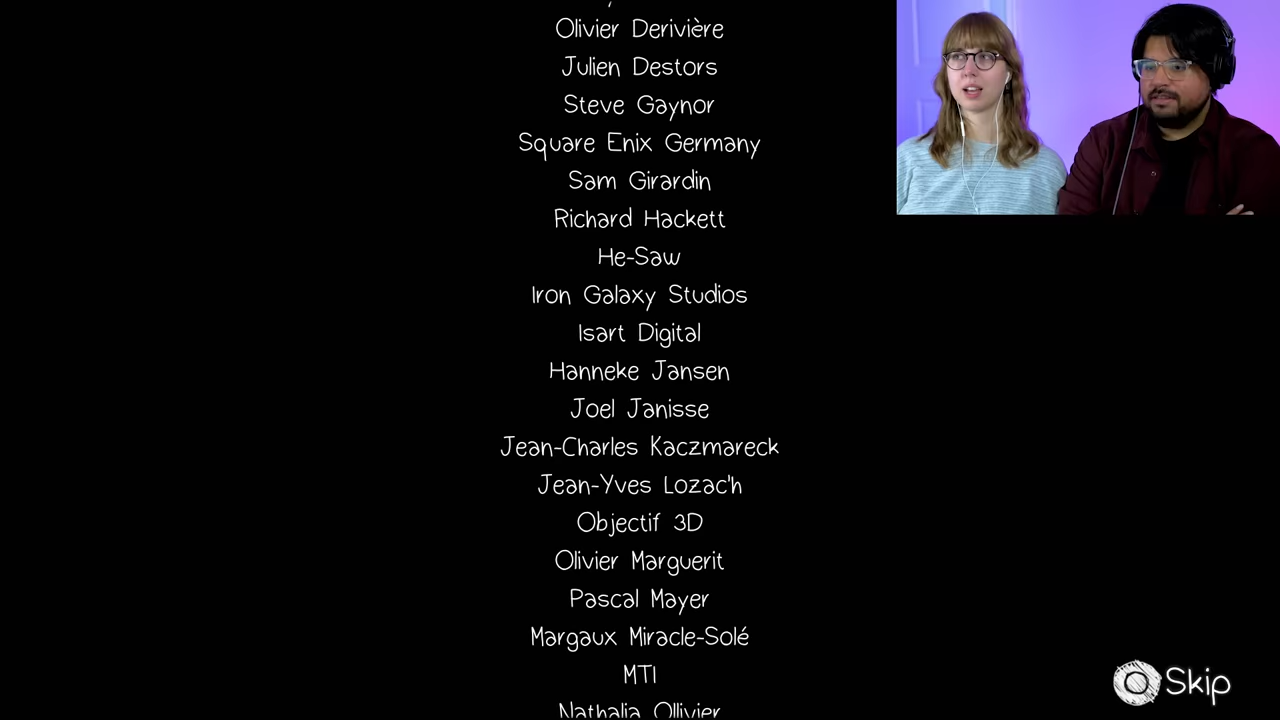 Olivier Derivière
Julien Destors
Steve Gaynor
Square Enix Germany
Sam Girardin
Richard Hackett
He-Saw
Iron Galaxy Studios
Isart Digital
Hanneke Jansen
Joel Janisse
Jean-Charles Kaczmareck
Jean-Yves Lozac'h
Objectif 3D
Olivier Marguerit
Pascal Mayer
Margaux Miracle-Solé
MTI
Nathalia Ollivier
Skip